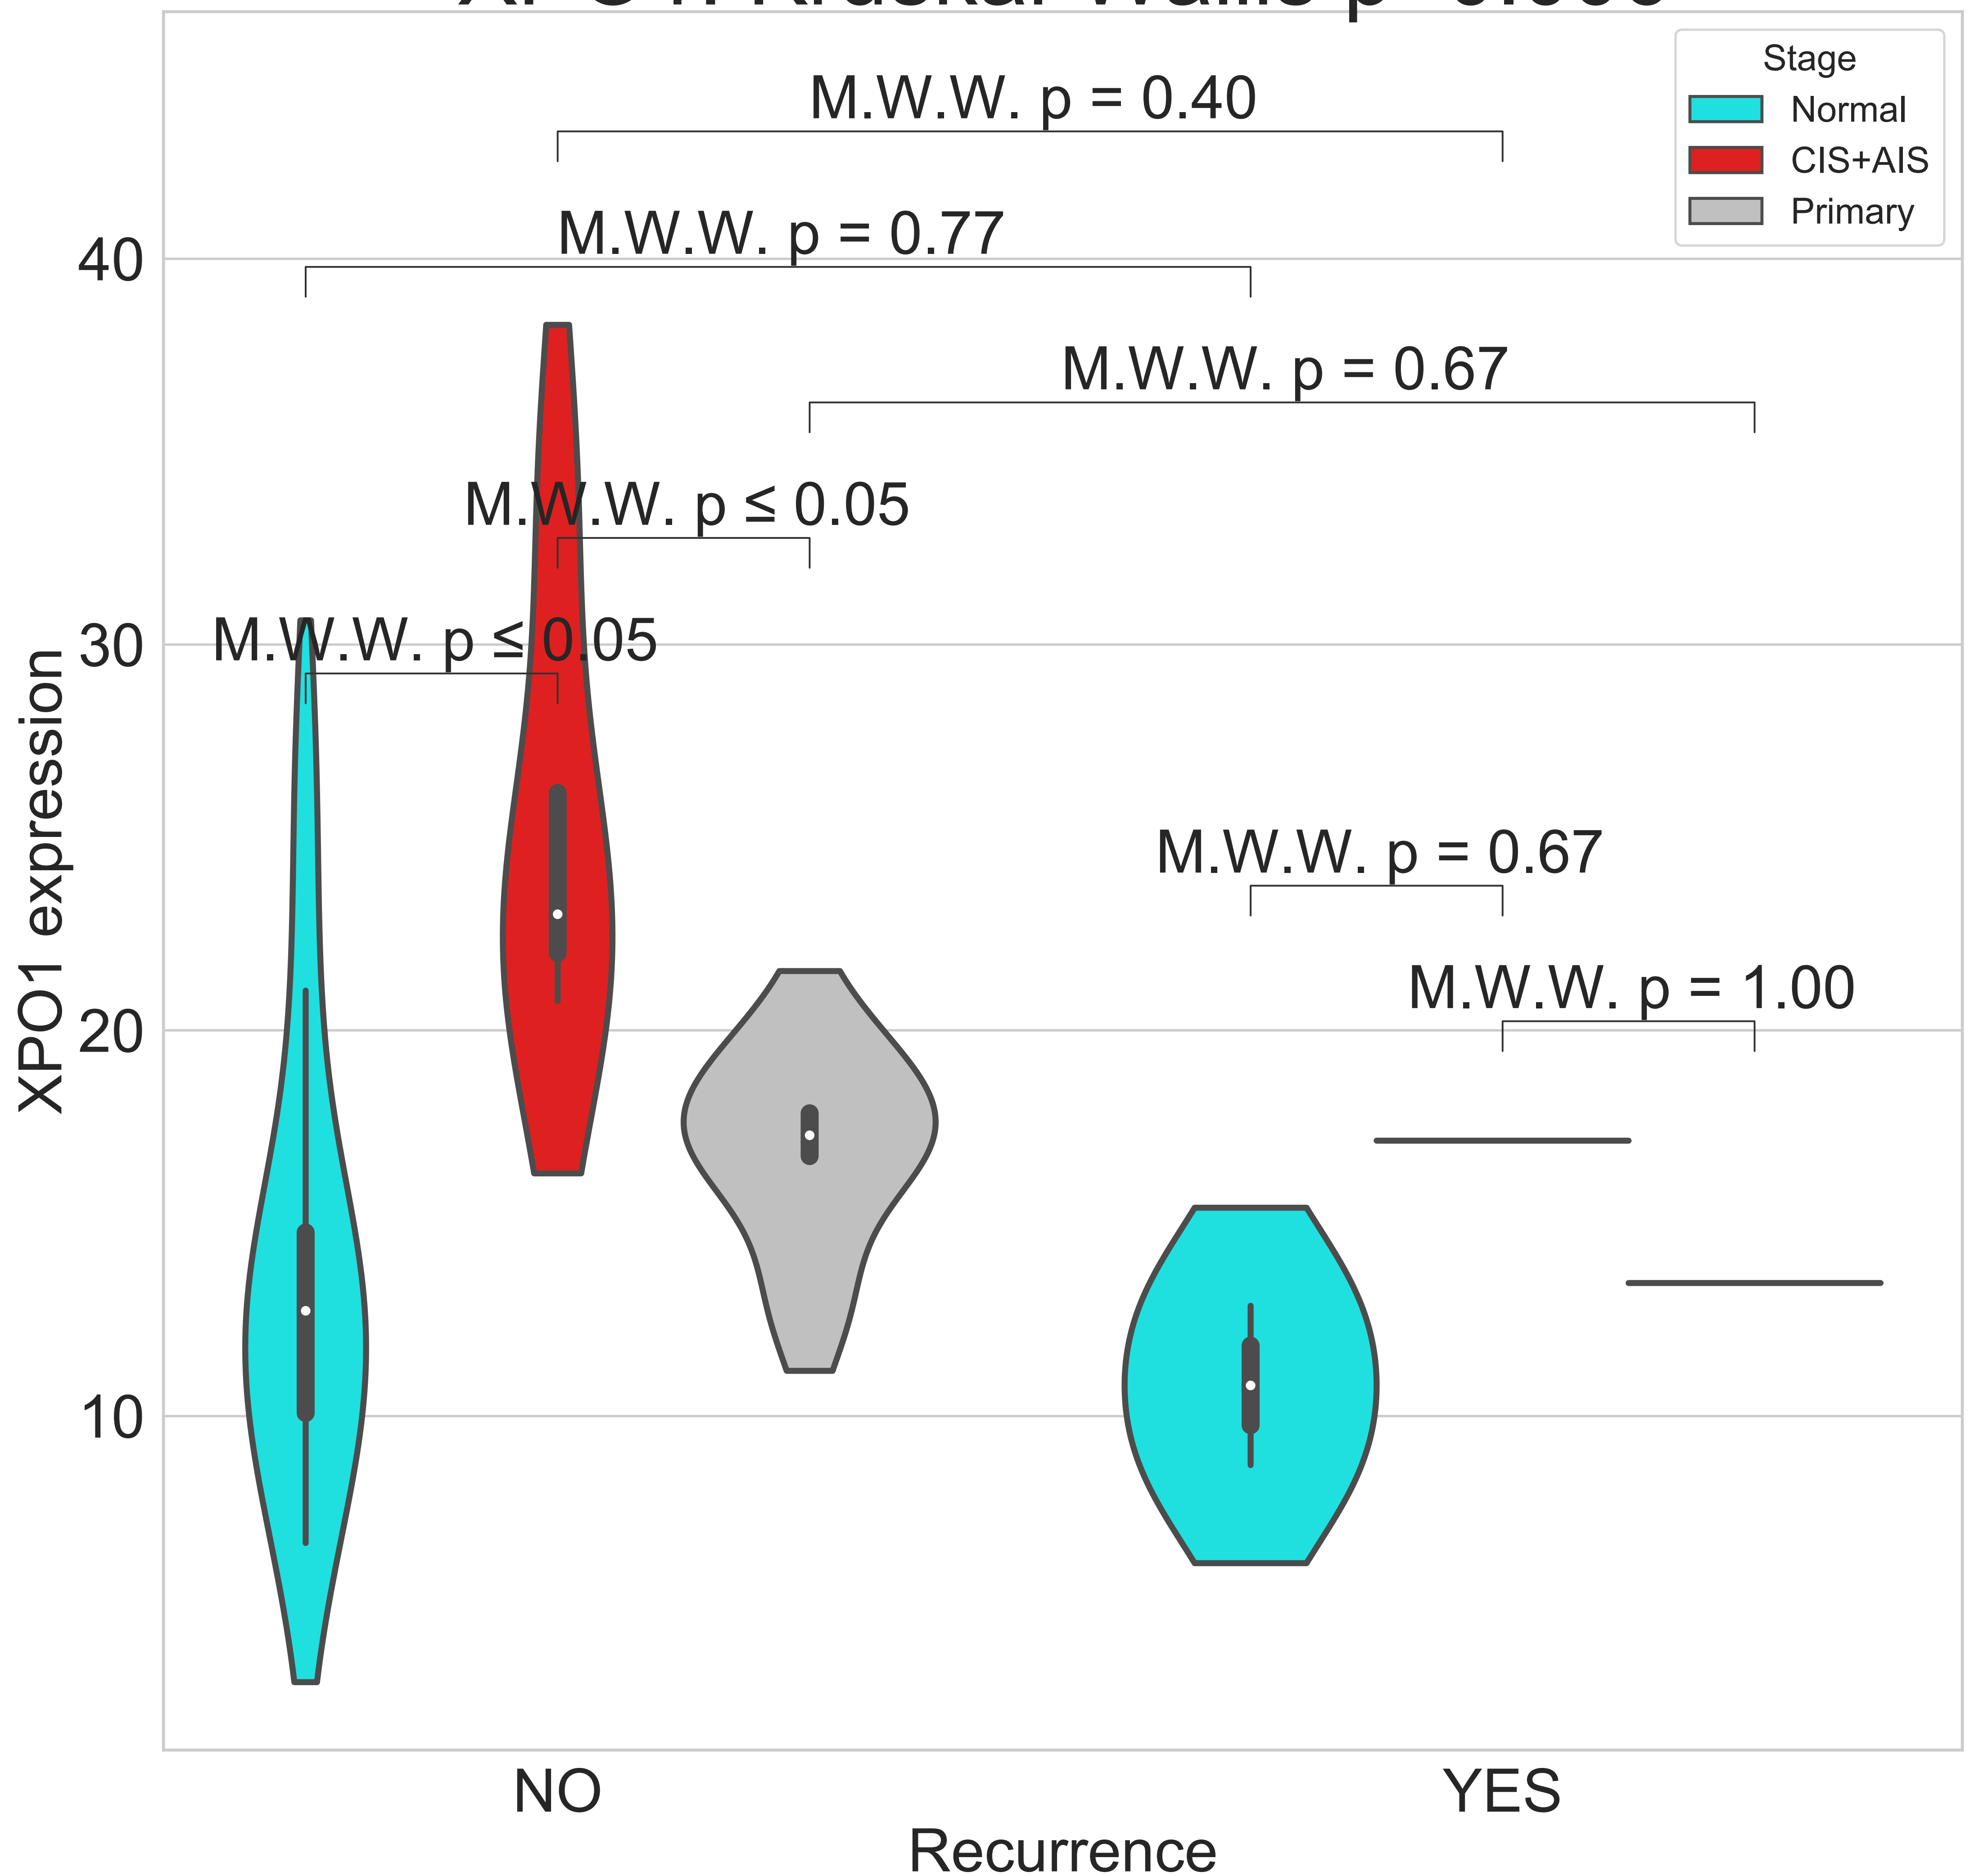 Stage
Normal
CIS+AIS
Primary
M.W.W. p = 0.40
M.W.W. p = 0.77
M.W.W. p = 0.67
M.W.W. p ≤ 0.05
M.W.W. p ≤ 0.05
M.W.W. p = 0.67
M.W.W. p = 1.00
40
30
20
10
XPO1 expression
NO
YES
Recurrence